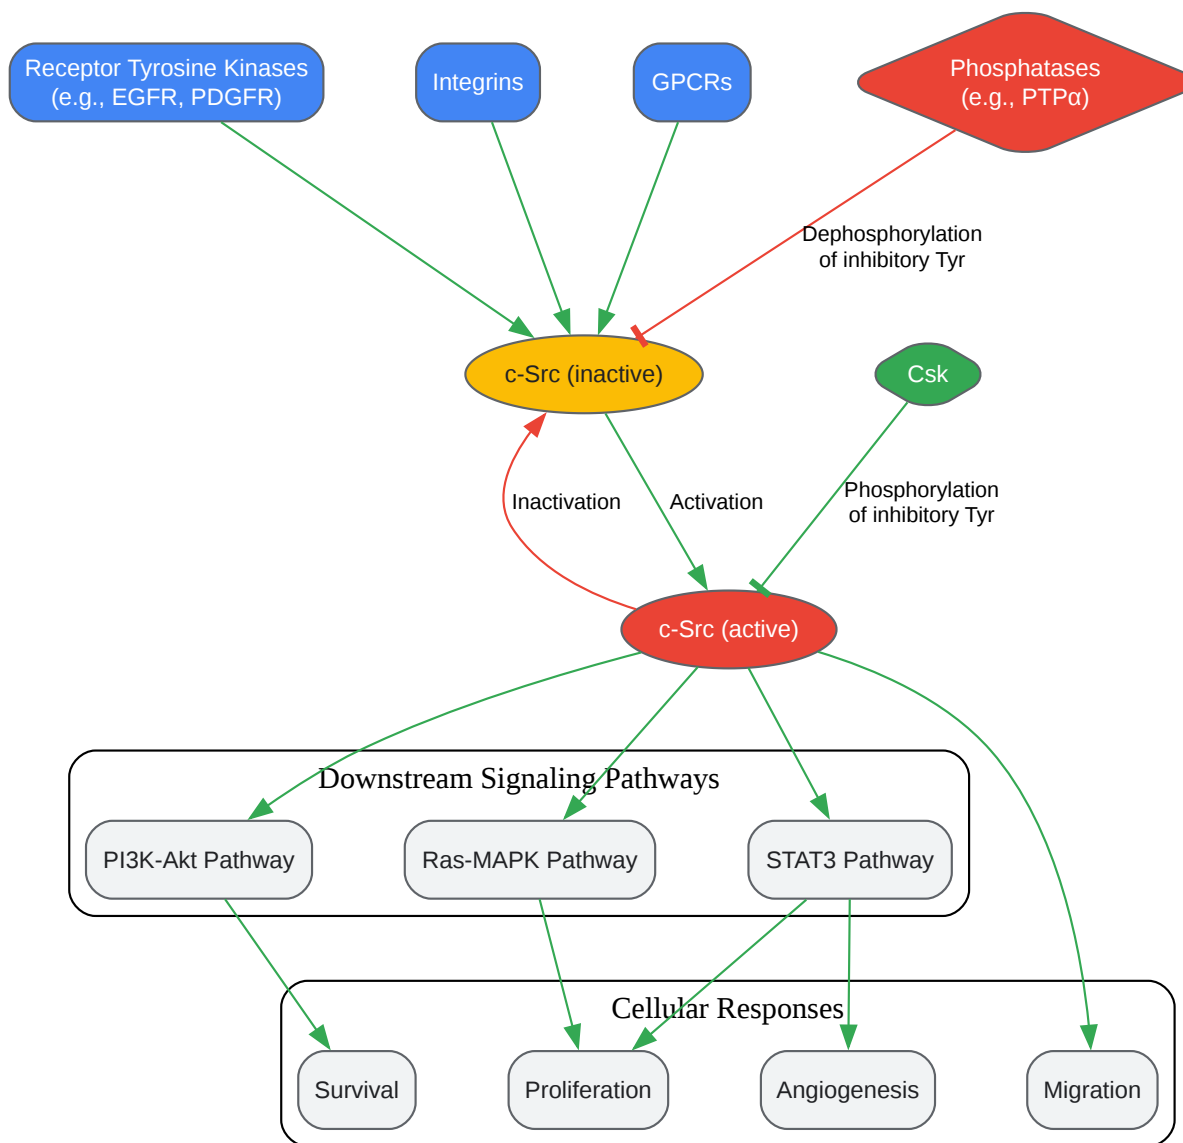 Receptor Tyrosine Kinases
(e.g., EGFR, PDGFR)
Integrins
GPCRs
Phosphatases
(e.g., PTPα)
Dephosphorylation
of inhibitory Tyr
c-Src (inactive)
Csk
Inactivation
Activation
Phosphorylation
of inhibitory Tyr
c-Src (active)
Downstream Signaling Pathways
PI3K-Akt Pathway
Ras-MAPK Pathway
STAT3 Pathway
Cellular Responses
Survival
Proliferation
Angiogenesis
Migration